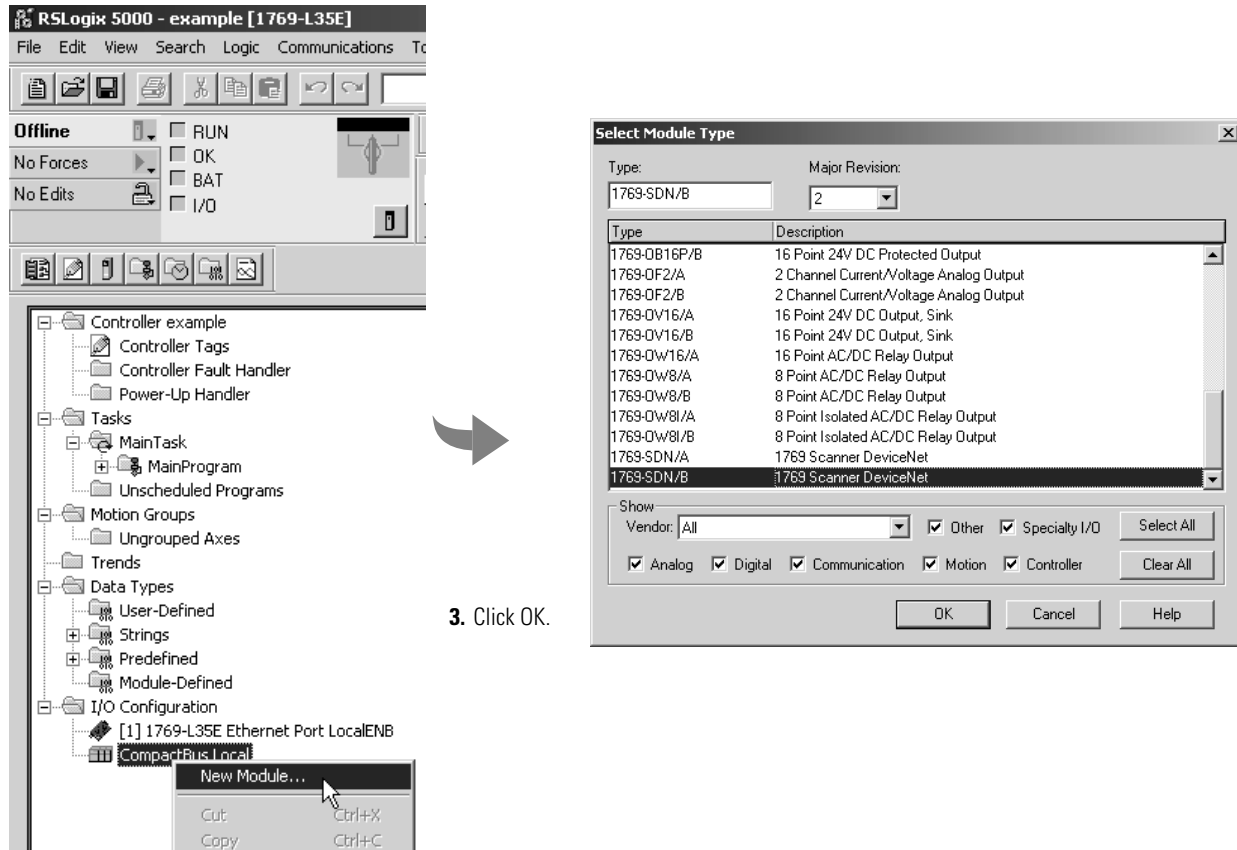 RSLogix 5000 - example [1769-L35E]
File Edit View Search Logic Communications To
Offline
RUN
No Forces
OK
BAT
No Edits
I/O
Controller example
Controller Tags
Controller Fault Handler
Power-Up Handler
Tasks
MainTask
MainProgram
Unscheduled Programs
Motion Groups
Ungrouped Axes
Trends
Data Types
User-Defined
Strings
Predefined
Module-Defined
I/O Configuration
[1] 1769-L35E Ethernet Port LocalENB
CompactBus Local
New Module...
Cut Ctrl+X
Copy Ctrl+C
3. Click OK.
Select Module Type
Type: Major Revision:
1769-SDN/B 2
Type Description
1769-OB16P/B 16 Point 24V DC Protected Output
1769-OF2/A 2 Channel Current/Voltage Analog Output
1769-OF2/B 2 Channel Current/Voltage Analog Output
1769-OV16/A 16 Point 24V DC Output, Sink
1769-OV16/B 16 Point 24V DC Output, Sink
1769-OW16/A 16 Point AC/DC Relay Output
1769-OW8/A 8 Point AC/DC Relay Output
1769-OW8/B 8 Point AC/DC Relay Output
1769-OW8I/A 8 Point Isolated AC/DC Relay Output
1769-OW8I/B 8 Point Isolated AC/DC Relay Output
1769-SDN/A 1769 Scanner DeviceNet
1769-SDN/B 1769 Scanner DeviceNet
Show
Vendor: All Other Specialty I/O Select All
Analog Digital Communication Motion Controller Clear All
OK Cancel Help